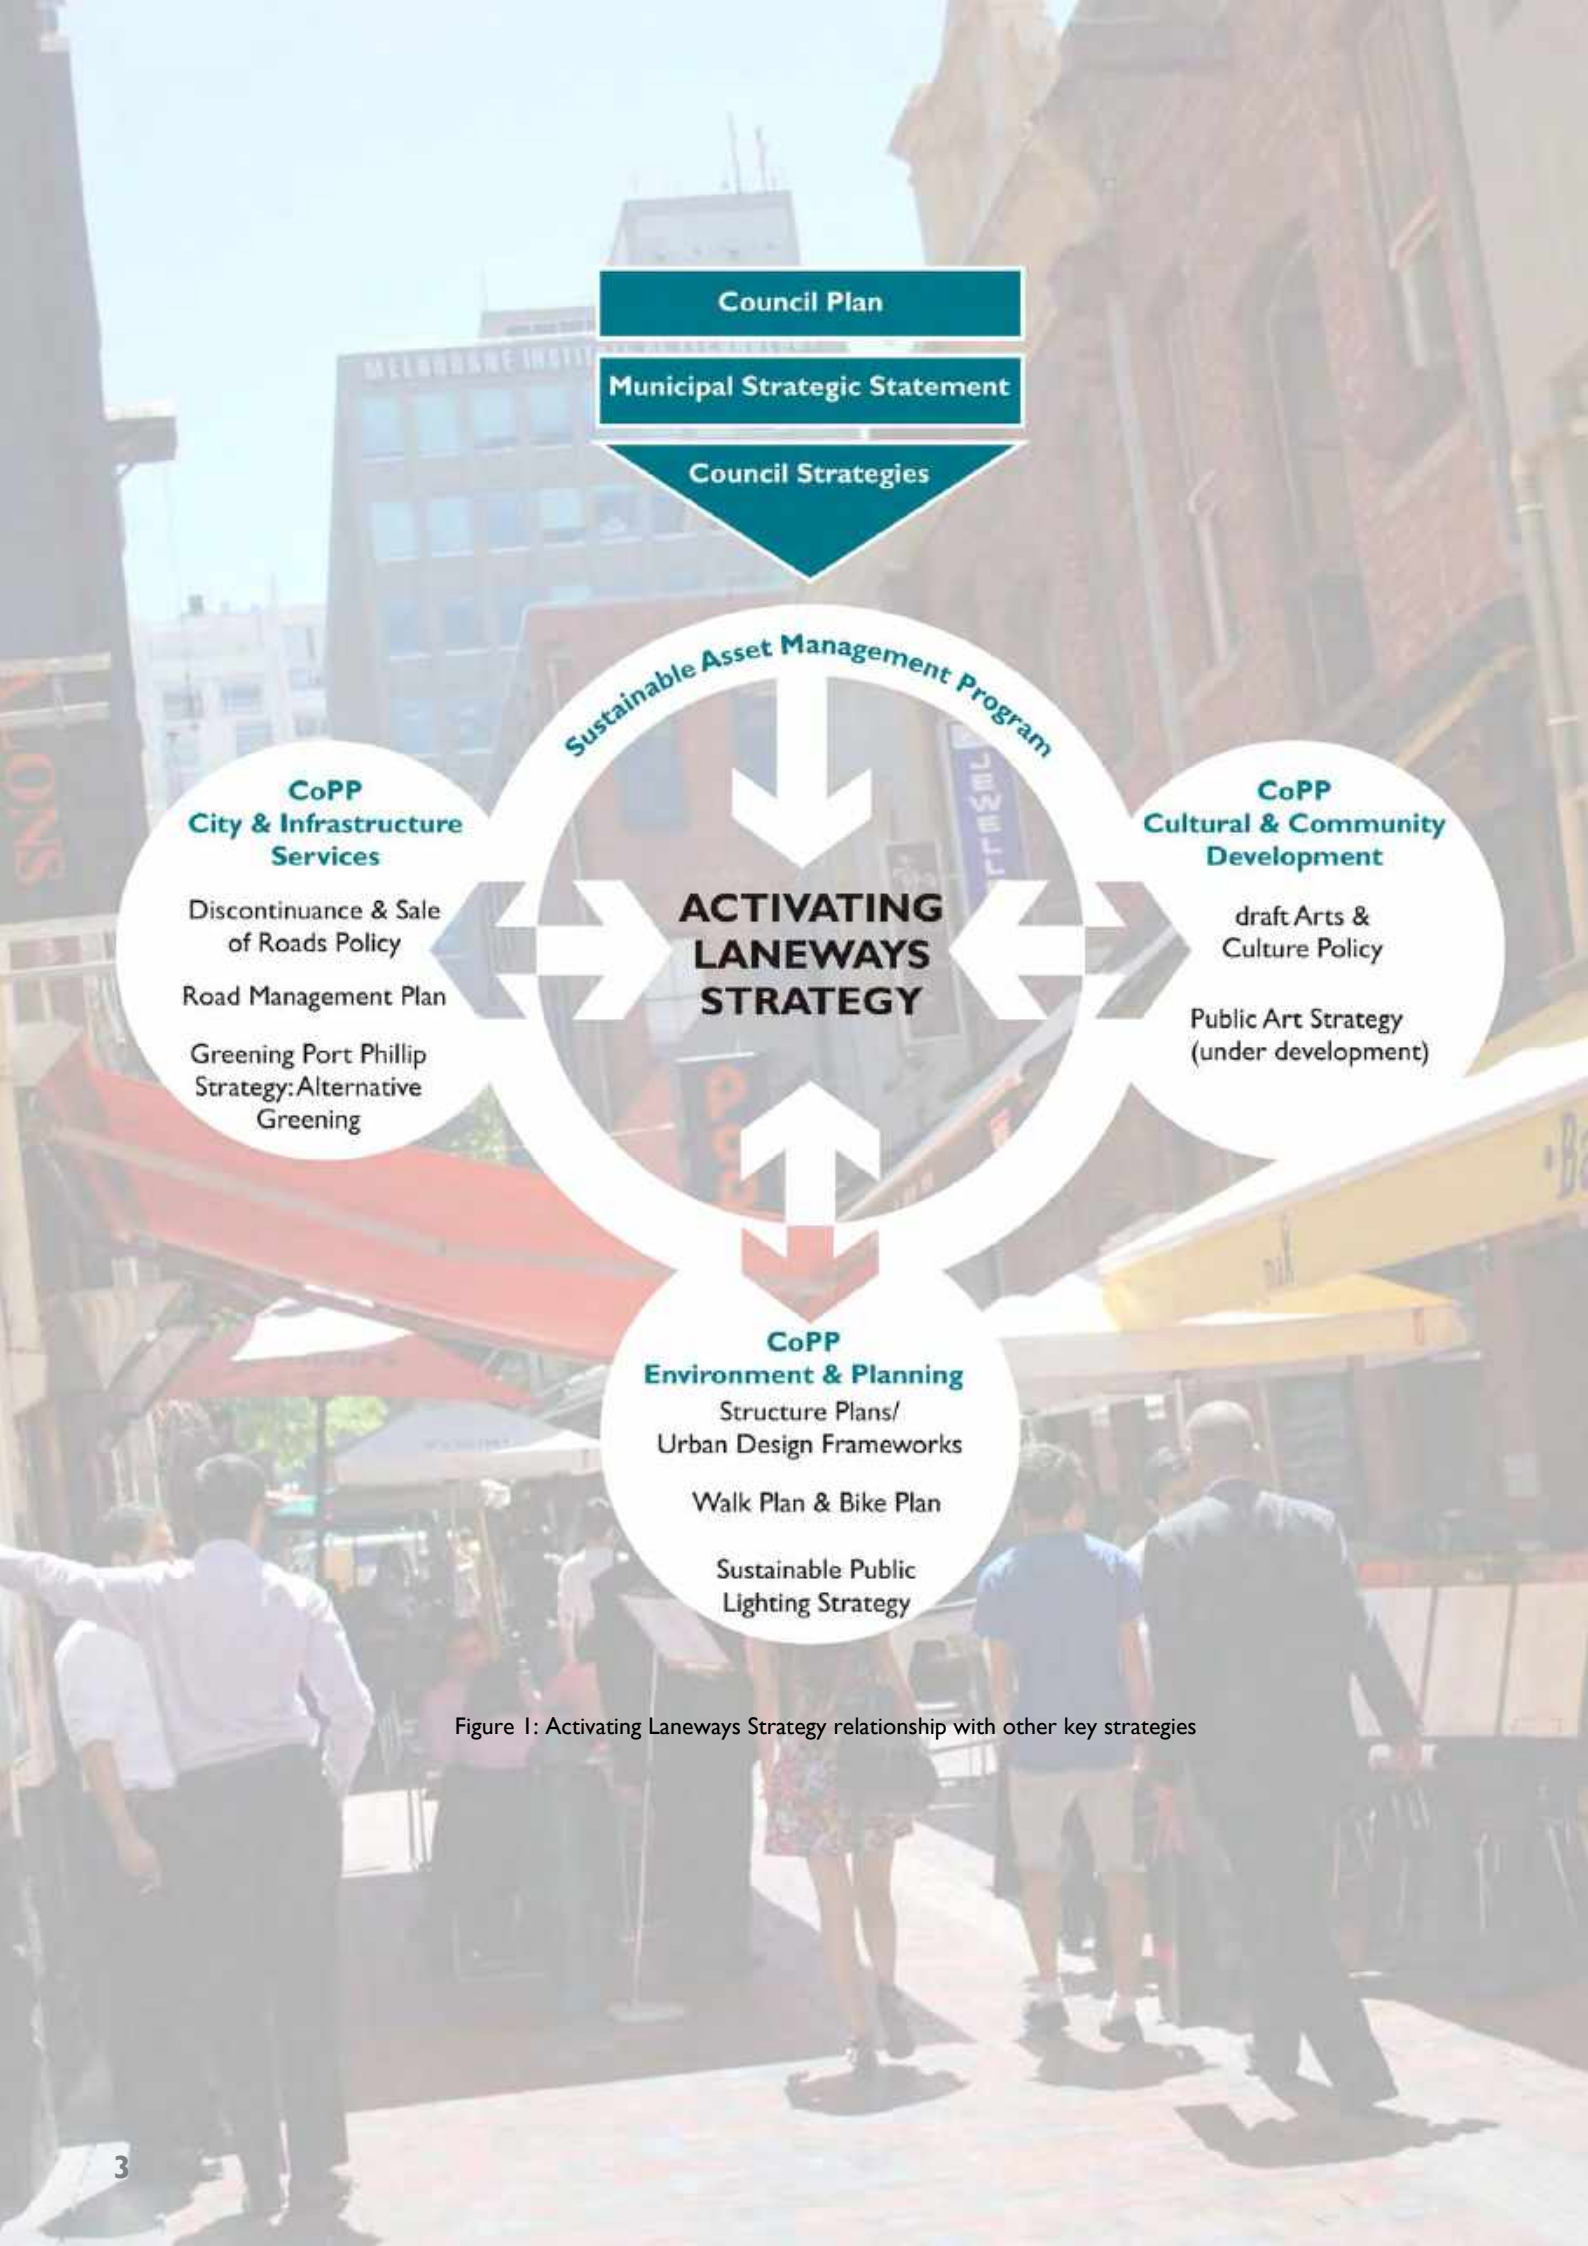 Council Plan
MELBOURNE INSTIT
Municipal Strategic Statement
Council Strategies
Sustainable Asset Management Program
JEWELL
CoPP
City & Infrastructure
Services
Discontinuance & Sale
of Roads Policy
Road Management Plan
Greening Port Phillip
Strategy:Alternative
Greening
ACTIVATING
LANEWAYS
STRATEGY
CoPP
Cultural & Community
Development
draft Arts &
Culture Policy
Public Art Strategy
(under development)
CoPP
Environment & Planning
Structure Plans/
Urban Design Frameworks
Walk Plan & Bike Plan
Sustainable Public
Lighting Strategy
Figure 1: Activating Laneways Strategy relationship with other key strategies
3